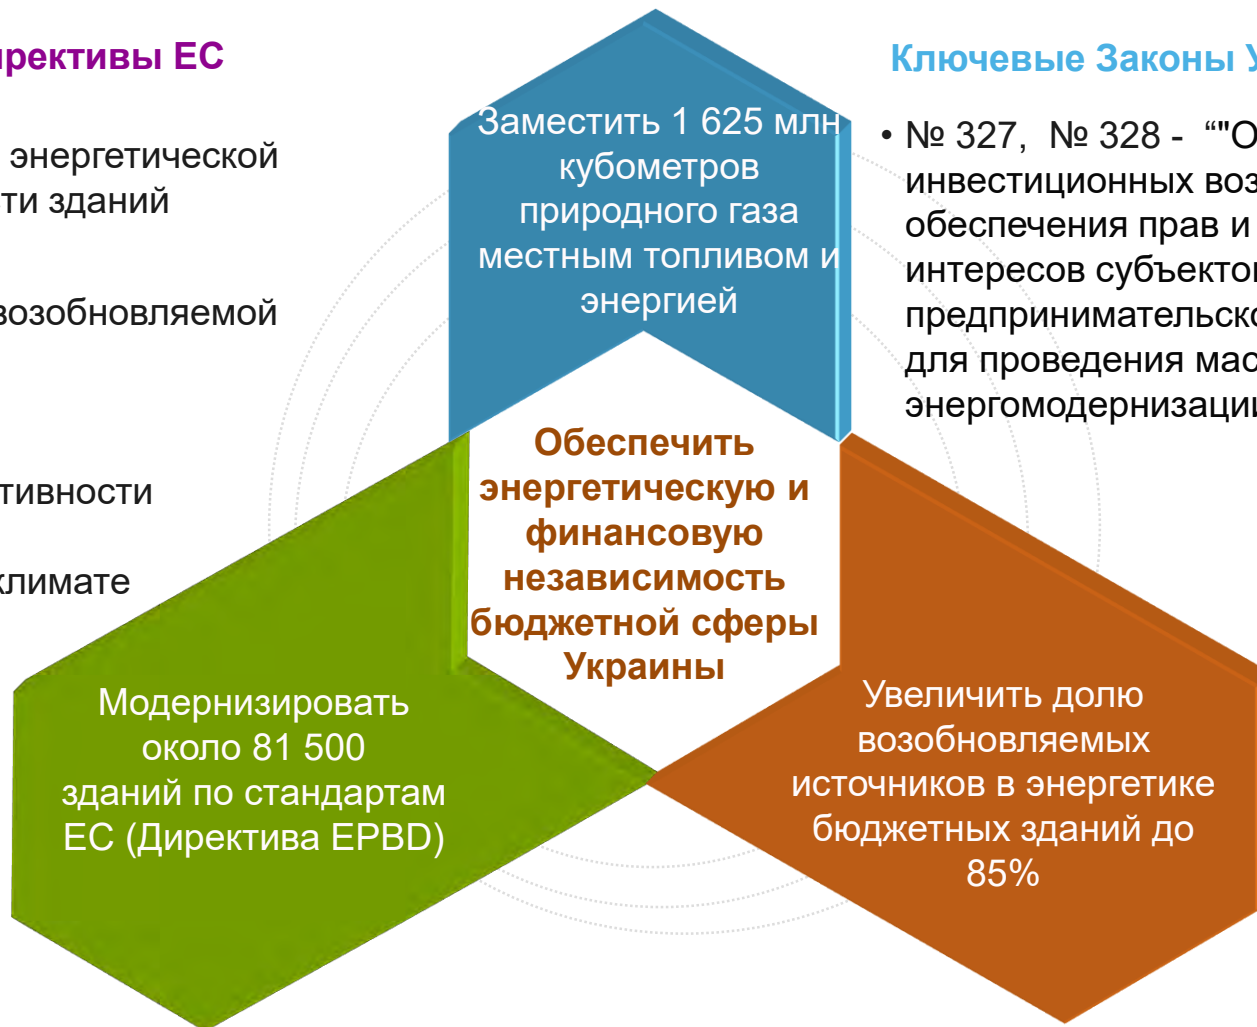 ирективы ЕС
энергетической
ти зданий
возобновляемой
тивности
климате
Заместить 1 625 млн
кубометров
природного газа
местным топливом и
энергией
Ключевые Законы У
• № 327, № 328 - “"О
инвестиционных воз
обеспечения прав и
интересов субъектов
предпринимательско
для проведения мас
энергомодернизации
Обеспечить
энергетическую и
финансовую
независимость
бюджетной сферы
Украины
Модернизировать
около 81 500
зданий по стандартам
ЕС (Директива EPBD)
Увеличить долю
возобновляемых
источников в энергетике
бюджетных зданий до
85%